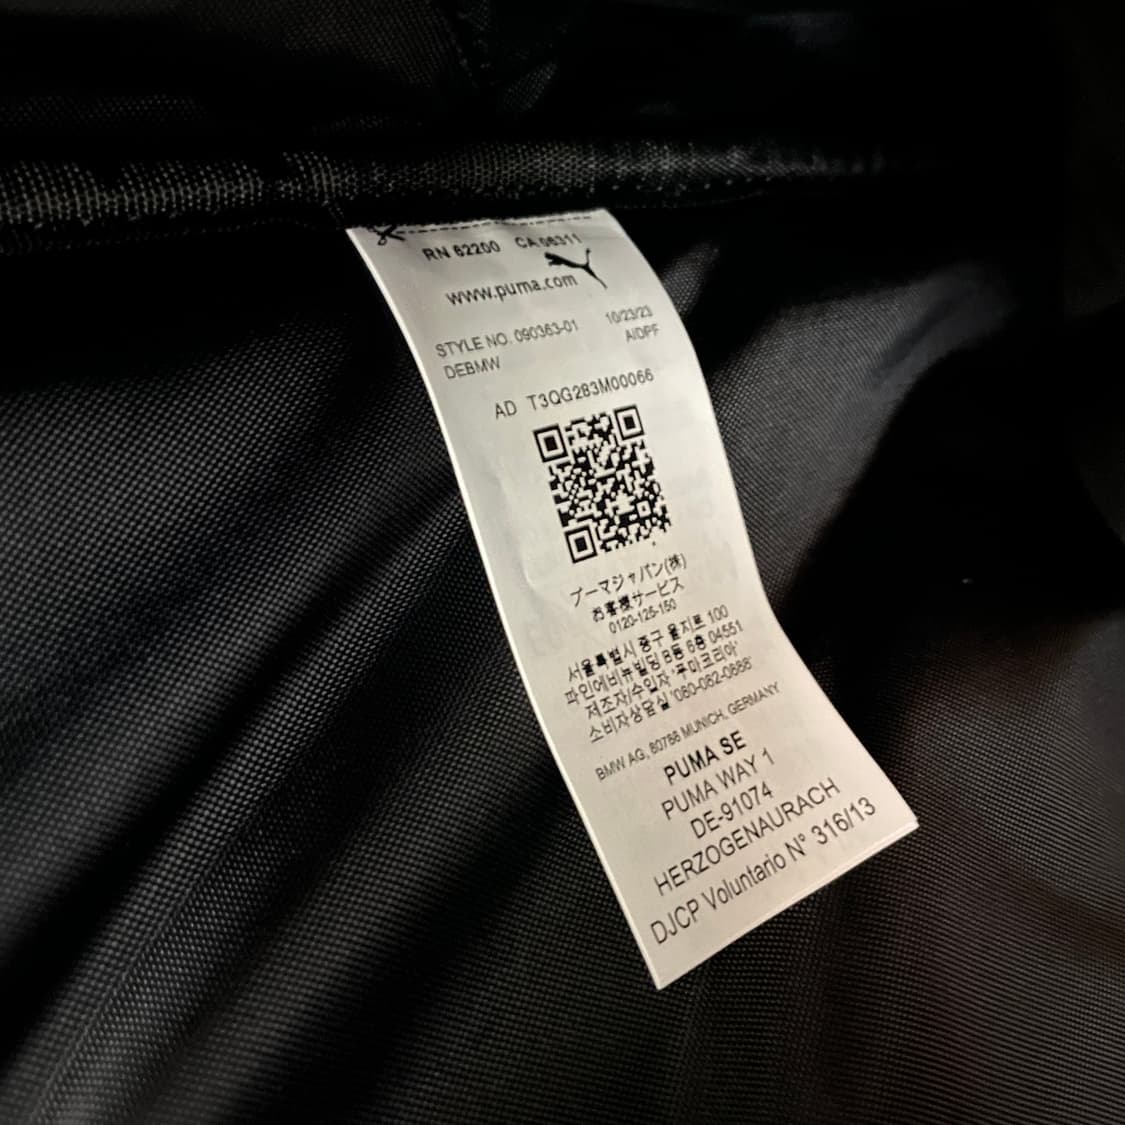 RN 62200 CA 06311
www.puma.com
STYLE NO. 090363-01 10/23/23
DEBMW AIDPF
AD T3QG283M00066
プーマジャパン(株)
お客様サービス
0120-125-150
서울특별시 중구 을지로 100
파인에비뉴빌딩 B동 6층 04551
제조자/수입자 '푸마코리아'
소비자상담실 '080-082-0888'
BMW AG, 80788 MUNICH, GERMANY
PUMA SE
PUMA WAY 1
DE-91074
HERZOGENAURACH
DJCP Voluntario N° 316/13